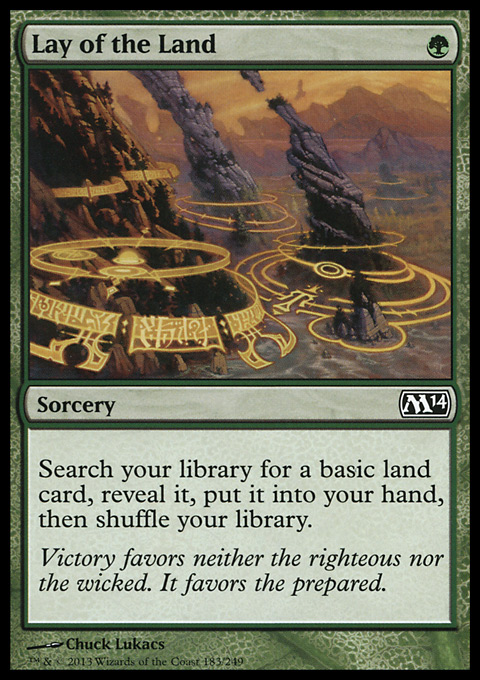 Lay of the Land
Sorcery
M14
Search your library for a basic land
card, reveal it, put it into your hand,
then shuffle your library.
Victory favors neither the righteous nor
the wicked. It favors the prepared.
Chuck Lukacs
™ & © 2013 Wizards of the Coast 183/249